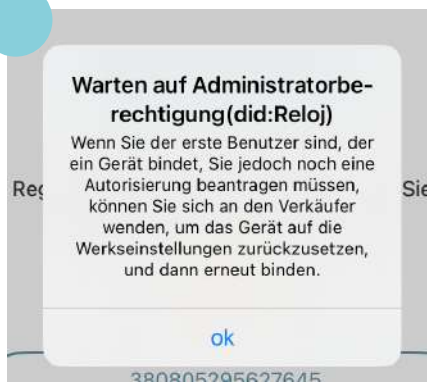 Warten auf Administratorbe-
rechtigung(did:Reloj)
Wenn Sie der erste Benutzer sind, der
ein Gerät bindet, Sie jedoch noch eine
Autorisierung beantragen müssen,
können Sie sich an den Verkäufer
wenden, um das Gerät auf die
Werkseinstellungen zurückzusetzen,
und dann erneut binden.
Reg
Sie
ok
380805295627645